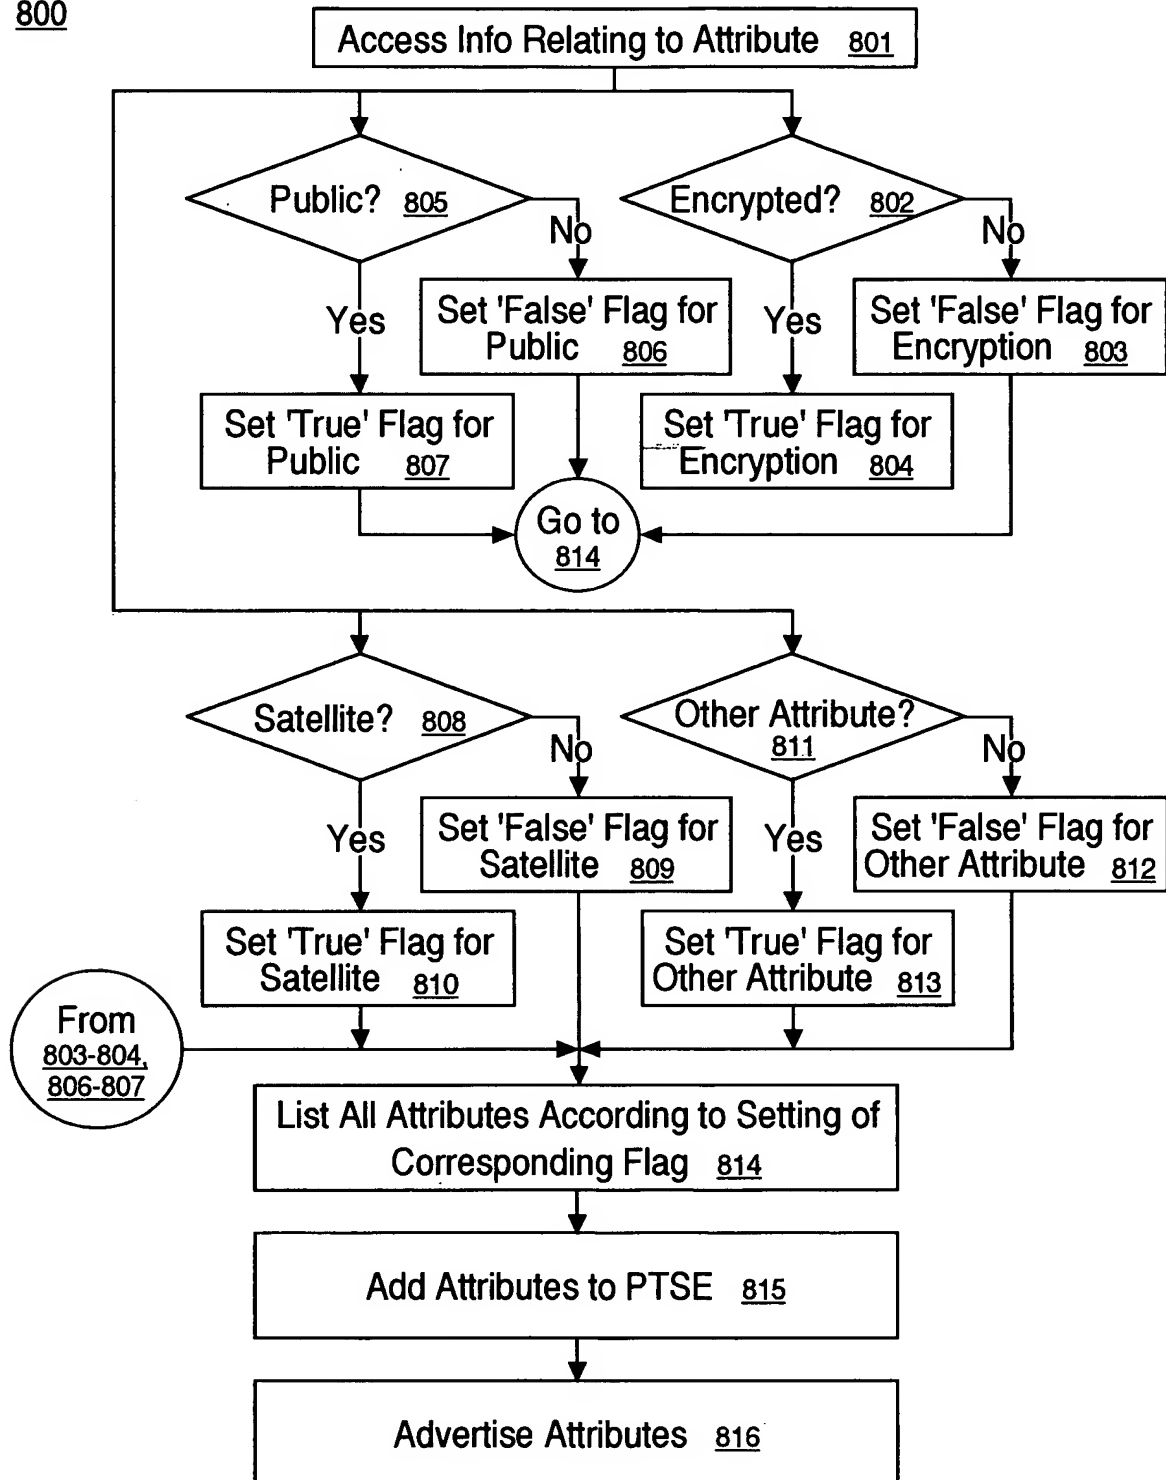 800
Access Info Relating to Attribute 801
Public? 805
Encrypted? 802
No
No
Yes
Set 'False' Flag for
Public 806
Yes
Set 'False' Flag for
Encryption 803
Set 'True' Flag for
Public 807
Set 'True' Flag for
Encryption 804
Go to
814
Satellite? 808
Other Attribute?
811
No
No
Yes
Set 'False' Flag for
Satellite 809
Yes
Set 'False' Flag for
Other Attribute 812
Set 'True' Flag for
Satellite 810
Set 'True' Flag for
Other Attribute 813
From
803-804,
806-807
List All Attributes According to Setting of
Corresponding Flag 814
Add Attributes to PTSE 815
Advertise Attributes 816